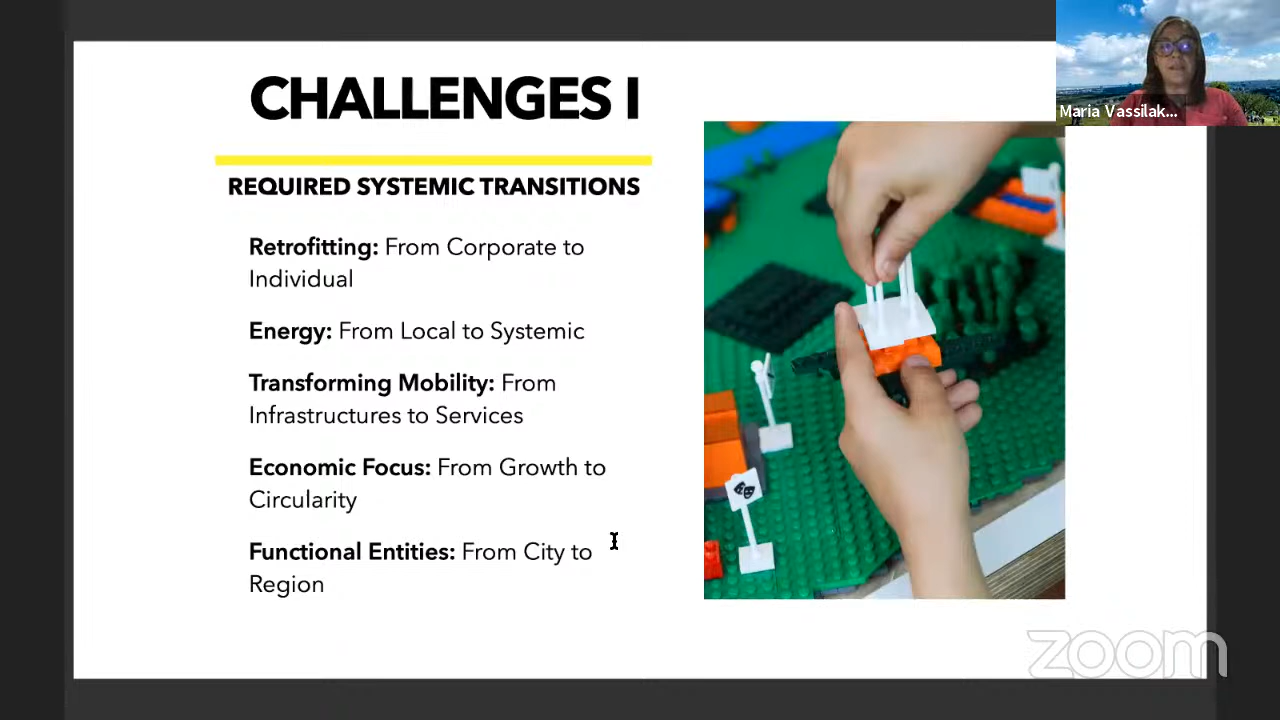 CHALLENGES I
Maria Vassilak...
REQUIRED SYSTEMIC TRANSITIONS
Retrofitting: From Corporate to
Individual
Energy: From Local to Systemic
Transforming Mobility: From
Infrastructures to Services
Economic Focus: From Growth to
Circularity
Functional Entities: From City to
Region
zoom